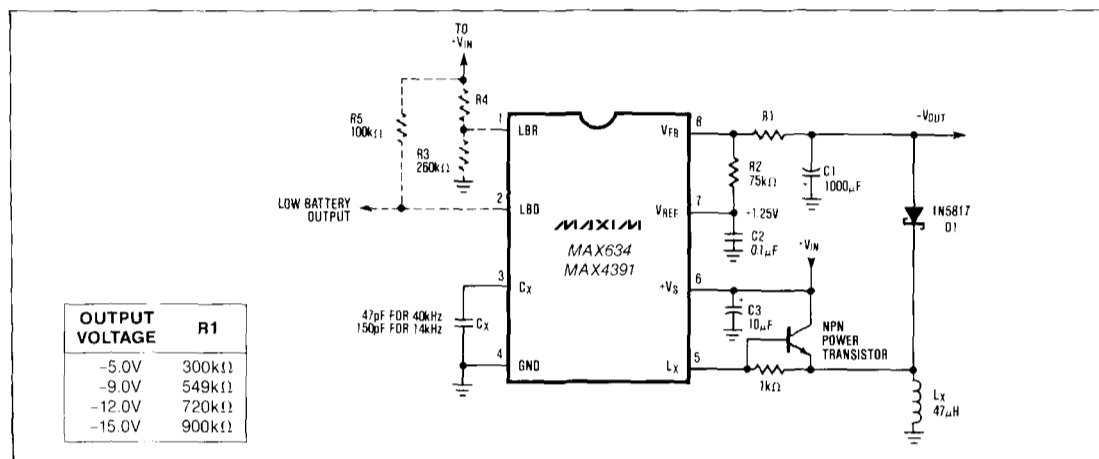 TO
-VIN
R4
R5
100kΩ
R3
260kΩ
LOW BATTERY
OUTPUT
1 LBR
2 LBD
3 CX
4 GND
47pF FOR 40kHz
150pF FOR 14kHz
CX
MAXIM
MAX634
MAX4391
VFB 8
VREF 7
+VS 6
LX 5
R1
-VOUT
R2
75kΩ
C1
1000µF
+
-1.25V
C2
0.1µF
1N5817
D1
-VIN
+
C3
10µF
NPN
POWER
TRANSISTOR
1kΩ
LX
47µH
OUTPUT VOLTAGE R1
-5.0V 300kΩ
-9.0V 549kΩ
-12.0V 720kΩ
-15.0V 900kΩ